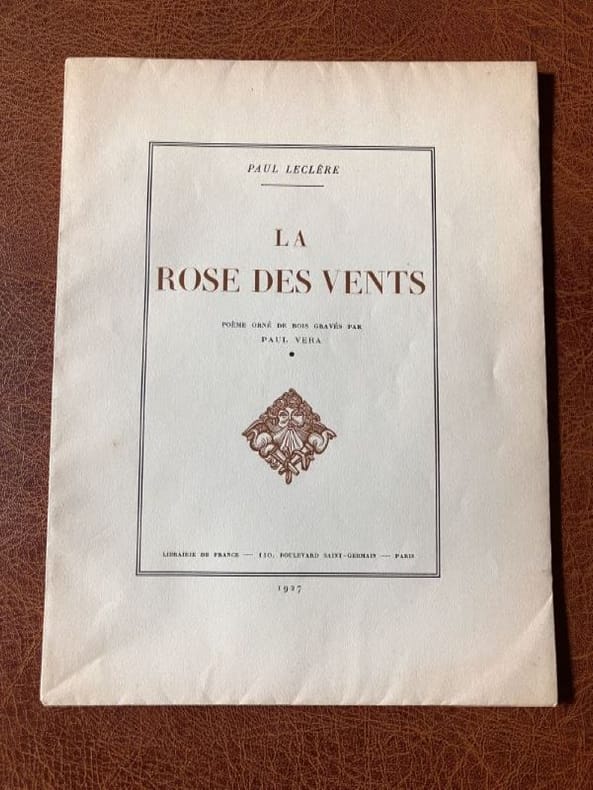 PAUL LECLÈRE
LA
ROSE DES VENTS
POÈME ORNÉ DE BOIS GRAVÉS PAR
PAUL VERA
LIBRAIRIE DE FRANCE — 110, BOULEVARD SAINT-GERMAIN — PARIS
1927